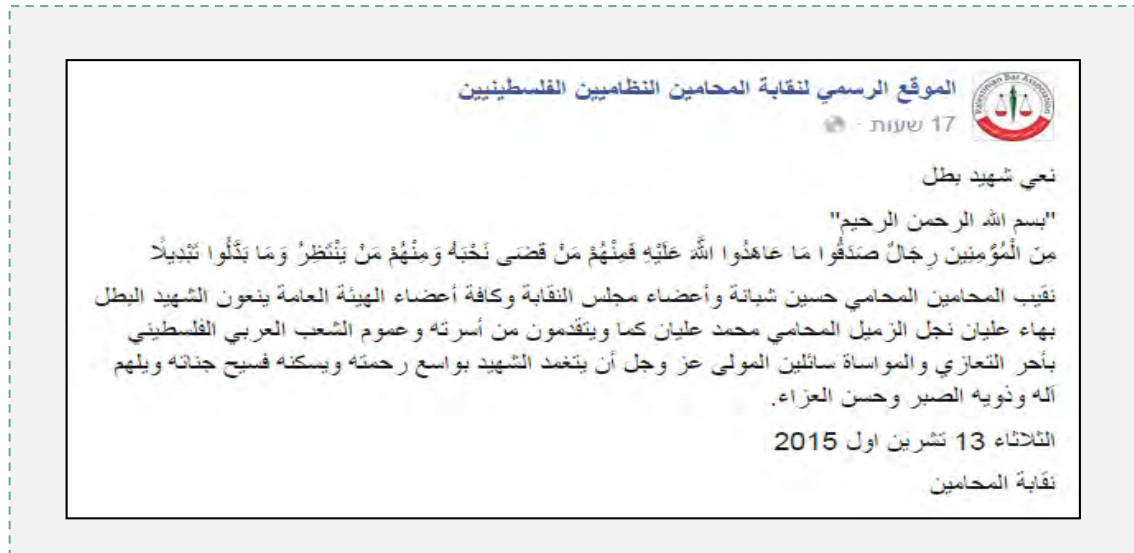 الموقع الرسمي لنقابة المحامين النظاميين الفلسطينيين
17 שעות ·
Palestinian Bar Association
نعي شهيد بطل
"بسم الله الرحمن الرحيم"
مِنَ الْمُؤْمِنِينَ رِجَالٌ صَدَقُوا مَا عَاهَدُوا اللَّهَ عَلَيْهِ فَمِنْهُمْ مَنْ قَضَى نَحْبَهُ وَمِنْهُمْ مَنْ يَنْتَظِرُ وَمَا بَدَّلُوا تَبْدِيلًا
نقيب المحامين المحامي حسين شبانة وأعضاء مجلس النقابة وكافة أعضاء الهيئة العامة ينعون الشهيد البطل
بهاء عليان نجل الزميل المحامي محمد عليان كما ويتقدمون من أسرته وعموم الشعب العربي الفلسطيني
بأحر التعازي والمواساة سائلين المولى عز وجل أن يتغمد الشهيد بواسع رحمته ويسكنه فسيح جناته ويلهم
آله وذويه الصبر وحسن العزاء.
الثلاثاء 13 تشرين اول 2015
نقابة المحامين